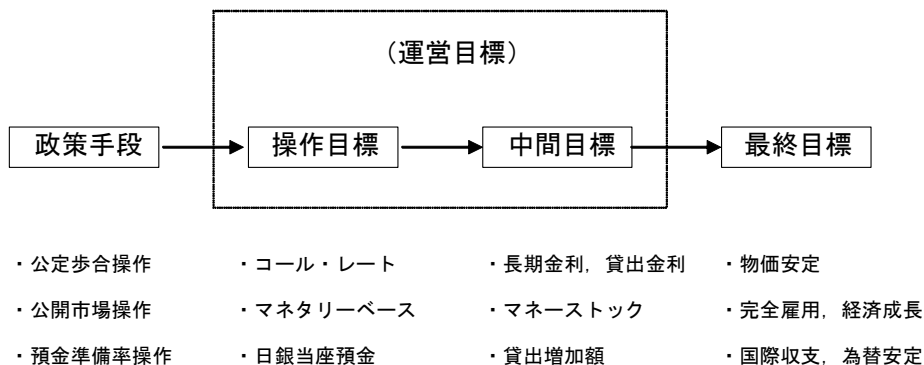 (運営目標)
政策手段 操作目標 中間目標 最終目標
・公定歩合操作 ・コール・レート ・長期金利，貸出金利 ・物価安定
・公開市場操作 ・マネタリーベース ・マネーストック ・完全雇用，経済成長
・預金準備率操作 ・日銀当座預金 ・貸出増加額 ・国際収支，為替安定